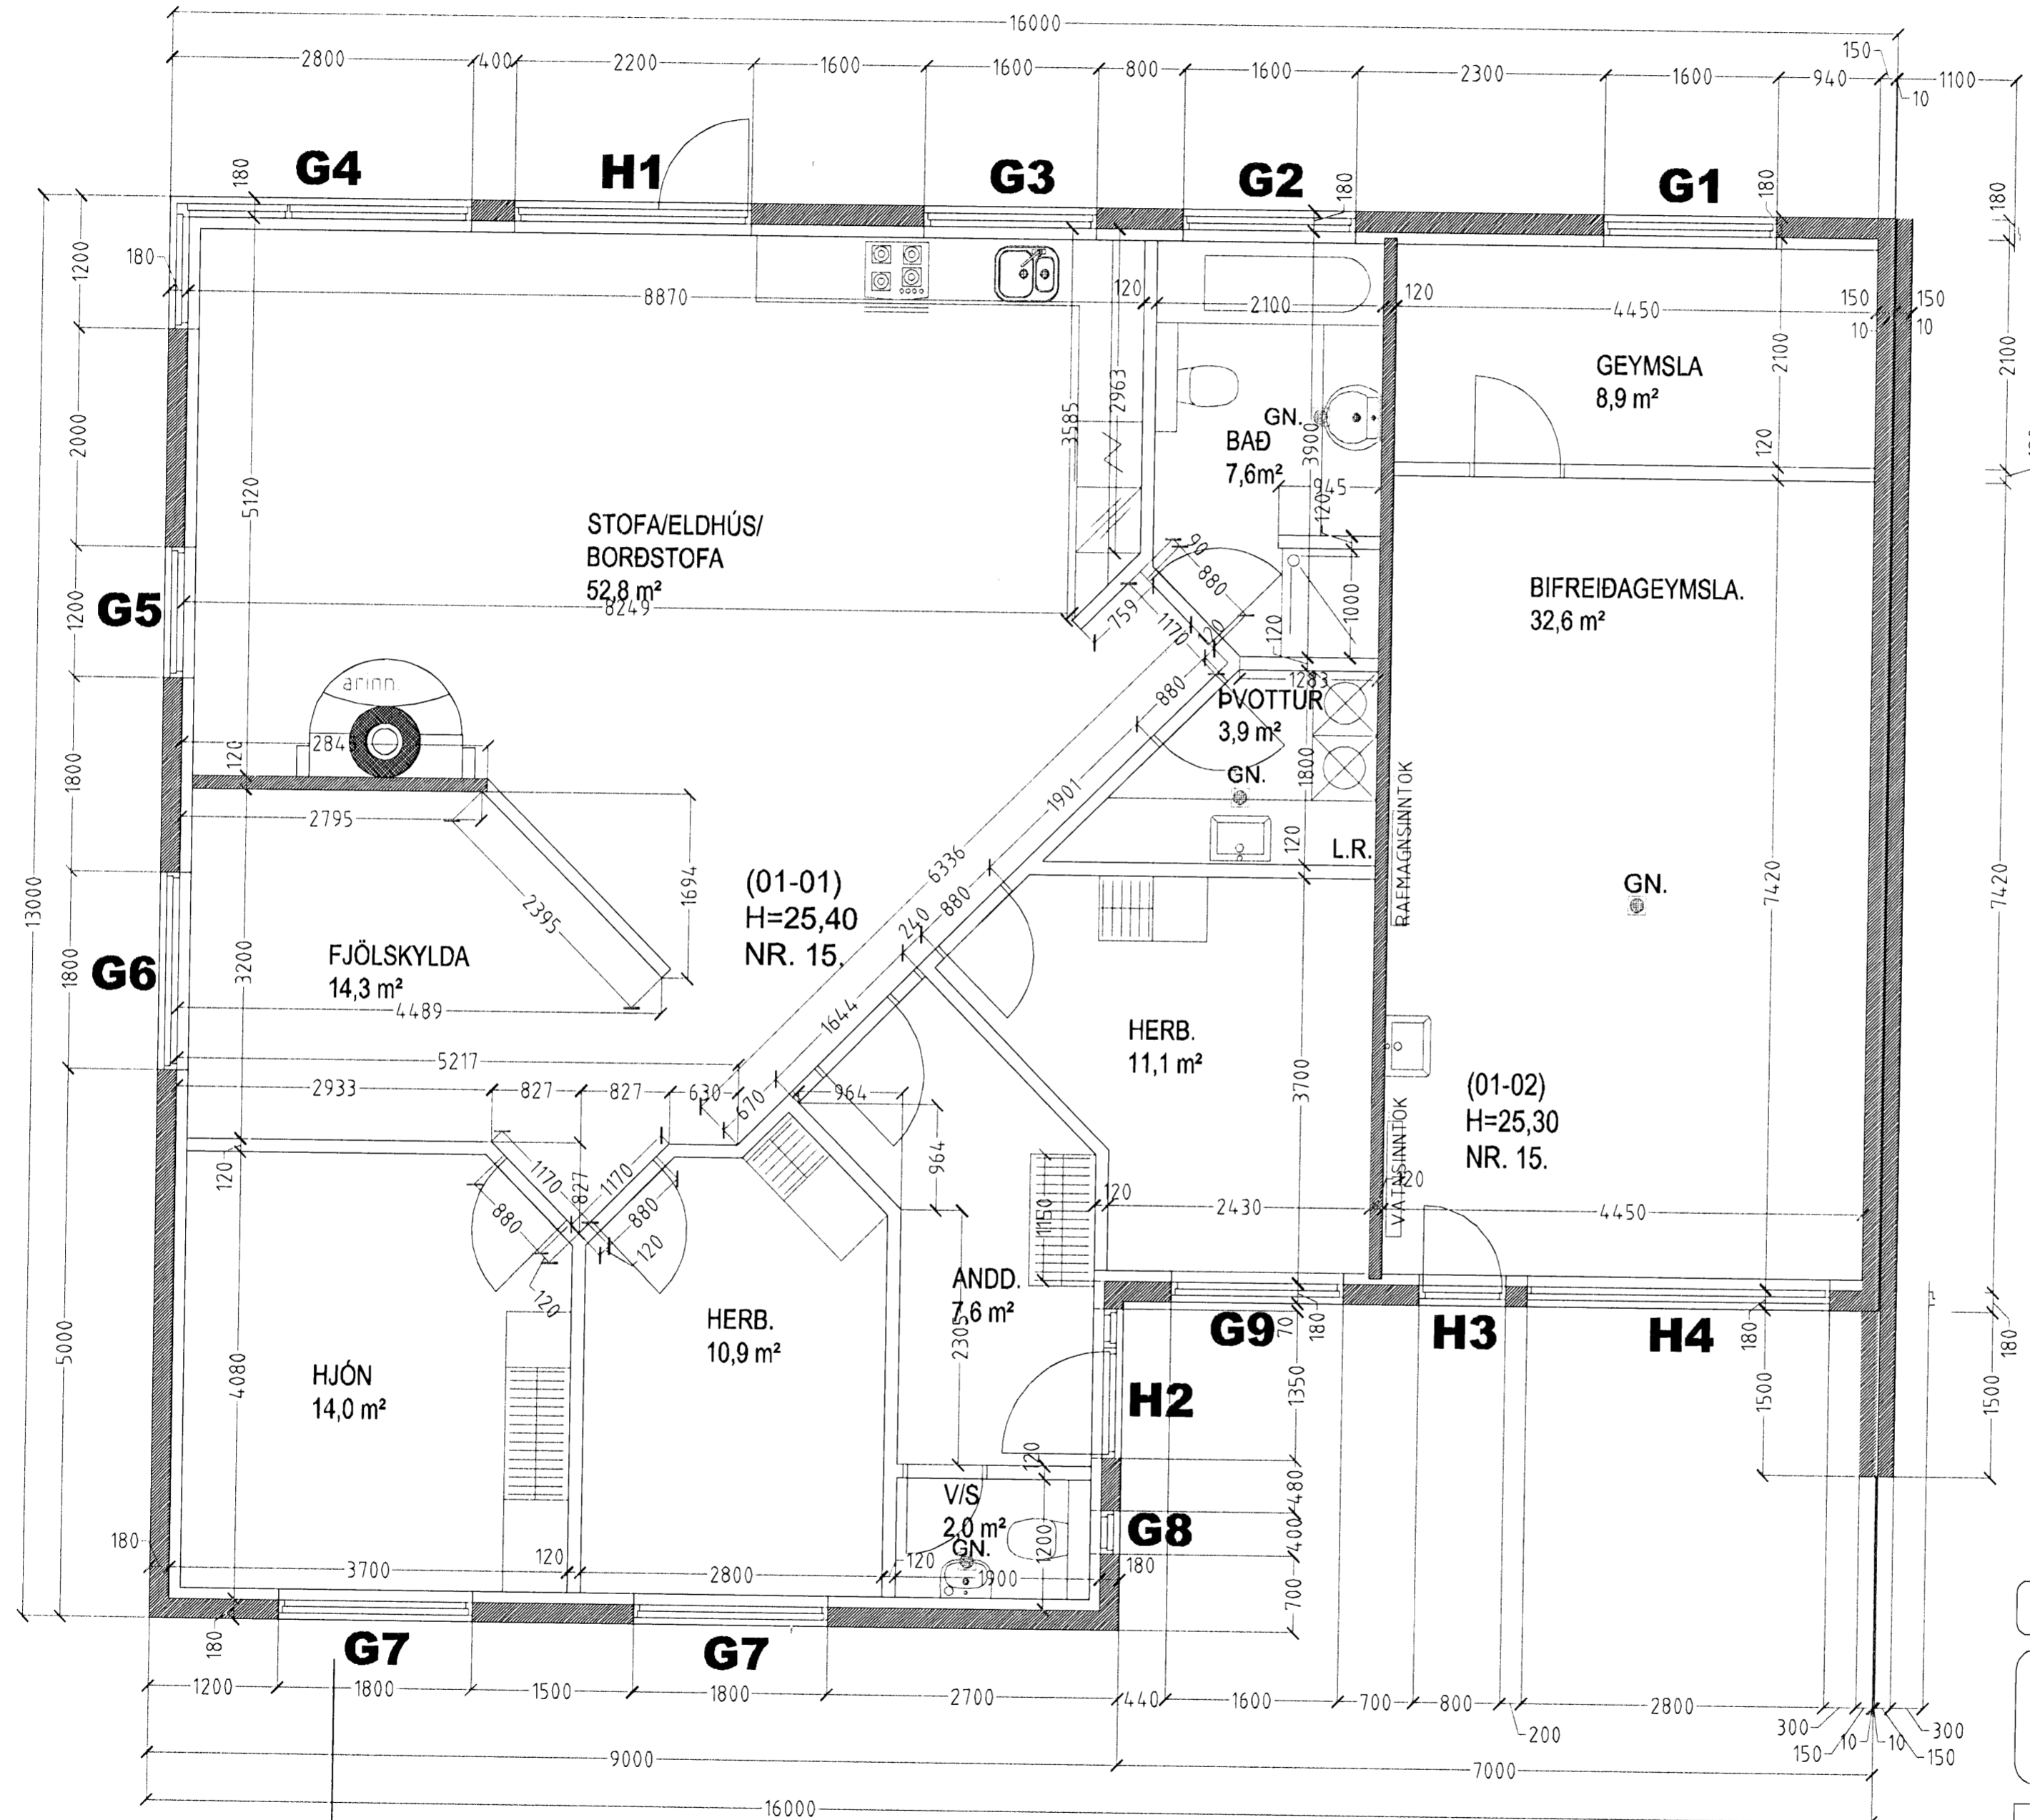 16000
2800 400 2200 1600 1600 800 1600 2300 1600 940 150 10 1100
G4 H1 G3 G2 G1
180 180 180 180
1200 180 8870 120 2100 120 4450 150 10 150 10
2100 2100
2963
3585
GEYMSLA
8,9 m²
GN.
BAÐ
7,6m²
3900
945
120
120
2000
5120
STOFA/ELDHÚS/
BORÐSTOFA
52,8 m²
8249
90
880
759
1170
120
120
1000
BIFREIÐAGEYMSLA.
32,6 m²
G5
1200
1283
ÞVOTTUR
3,9 m²
880
1800
GN.
arinn.
120
1800
2795
1901
120
L.R.
RAFMAGNSINNTOK
6336
880
240
1694
2395
(01-01)
H=25,40
NR. 15.
GN.
7420
7420
13000
G6
1800
3200
FJÖLSKYLDA
14,3 m²
4489
1644
HERB.
11,1 m²
3700
5217
2933 827 827 630
670
964
964
(01-02)
H=25,30
NR. 15.
VATNSINNTOK
120
1170
827
1170
880
880
120
120
1150
120
2430
120
4450
5000
4080
HJÓN
14,0 m²
HERB.
10,9 m²
ANDD.
7,6 m²
2305
G9 H3 H4
70
180
180
180
H2
1350
1500
1500
120
V/S
2,0 m²
GN.
480
G8
400
1200
180
3700
120
2800
120
1900
180
700
180
G7 G7
1200 1800 1500 1800 2700 440 1600 700 800 200 2800 300 150 10 10 150 300
9000 7000
16000